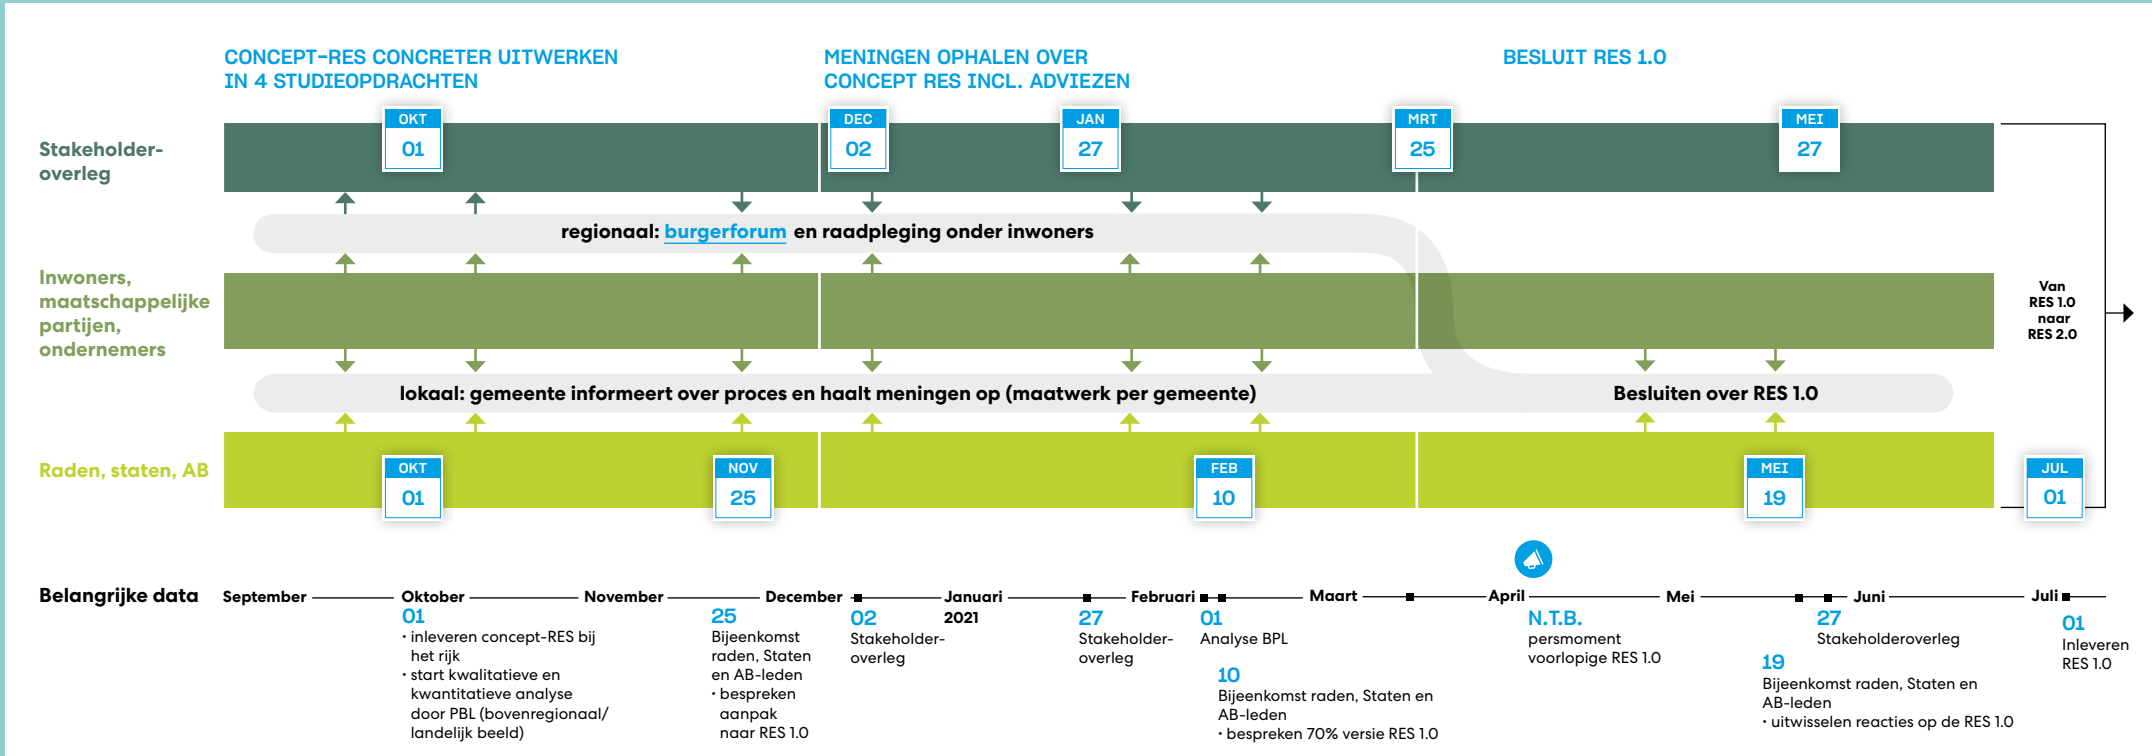 CONCEPT-RES CONCRETER UITWERKEN
IN 4 STUDIEOPDRACHTEN
MENINGEN OPHALEN OVER
CONCEPT RES INCL. ADVIEZEN
BESLUIT RES 1.0
Stakeholder-
overleg
OKT
01
DEC
02
JAN
27
MRT
25
MEI
27
regionaal: burgerforum en raadpleging onder inwoners
Inwoners,
maatschappelijke
partijen,
ondernemers
Van
RES 1.0
naar
RES 2.0
lokaal: gemeente informeert over proces en haalt meningen op (maatwerk per gemeente)
Besluiten over RES 1.0
Raden, staten, AB
OKT
01
NOV
25
FEB
10
MEI
19
JUL
01
Belangrijke data
September
Oktober
November
December
Januari
2021
Februari
Maart
April
Mei
Juni
Juli
01
· inleveren concept-RES bij
het rijk
· start kwalitatieve en
kwantitatieve analyse
door PBL (bovenregionaal/
landelijk beeld)
25
Bijeenkomst
raden, Staten
en AB-leden
· bespreken
aanpak
naar RES 1.0
02
Stakeholder-
overleg
27
Stakeholder-
overleg
01
Analyse BPL
10
Bijeenkomst raden, Staten en
AB-leden
· bespreken 70% versie RES 1.0
N.T.B.
persmoment
voorlopige RES 1.0
27
Stakeholderoverleg
19
Bijeenkomst raden, Staten en
AB-leden
· uitwisselen reacties op de RES 1.0
01
Inleveren
RES 1.0